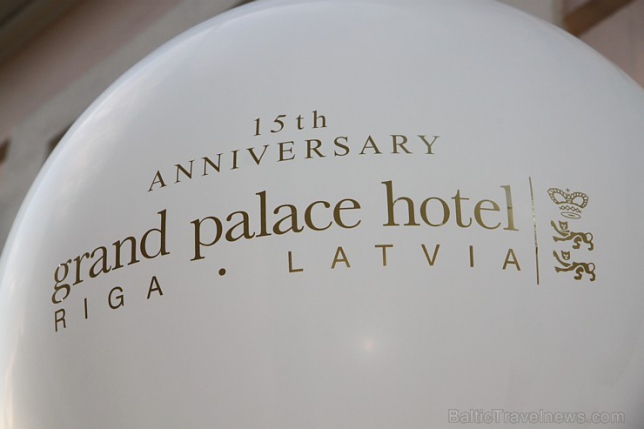 15th
ANNIVERSARY
grand palace hotel
RIGA • LATVIA
BalticTravelnews.com